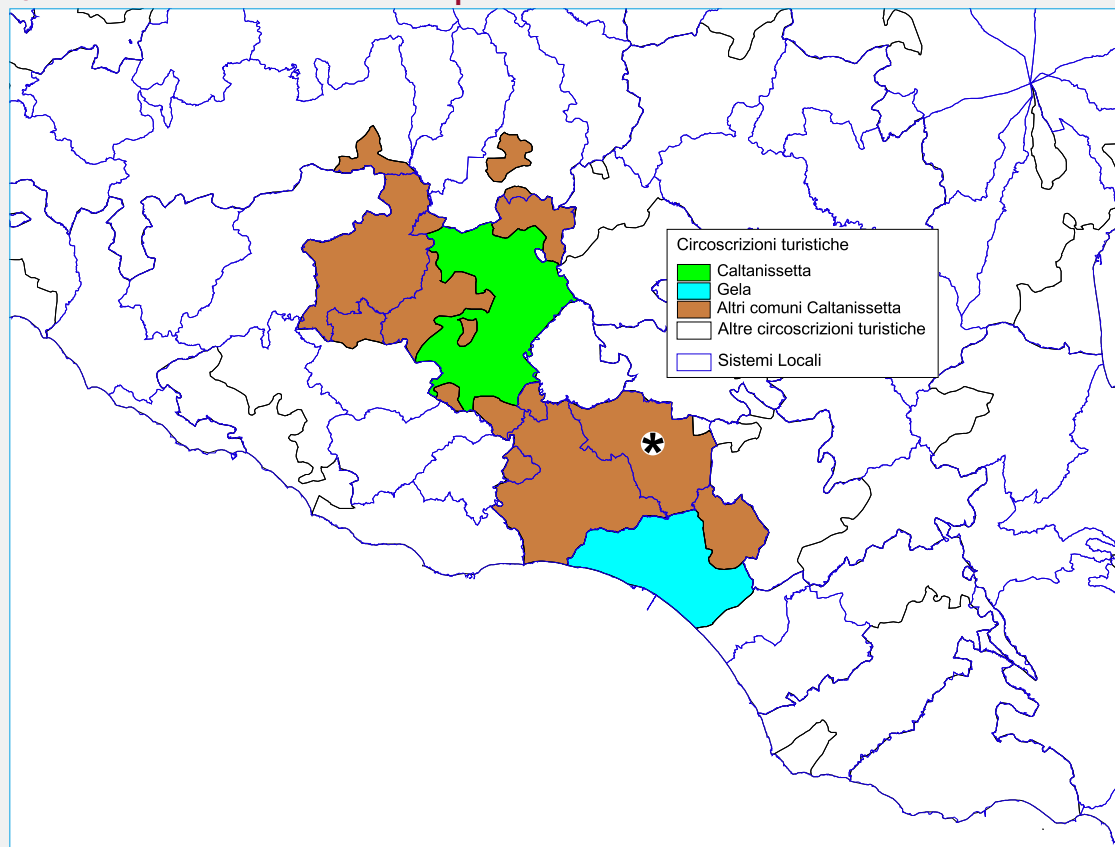 Circoscrizioni turistiche
Caltanissetta
Gela
Altri comuni Caltanissetta
Altre circoscrizioni turistiche
Sistemi Locali
*